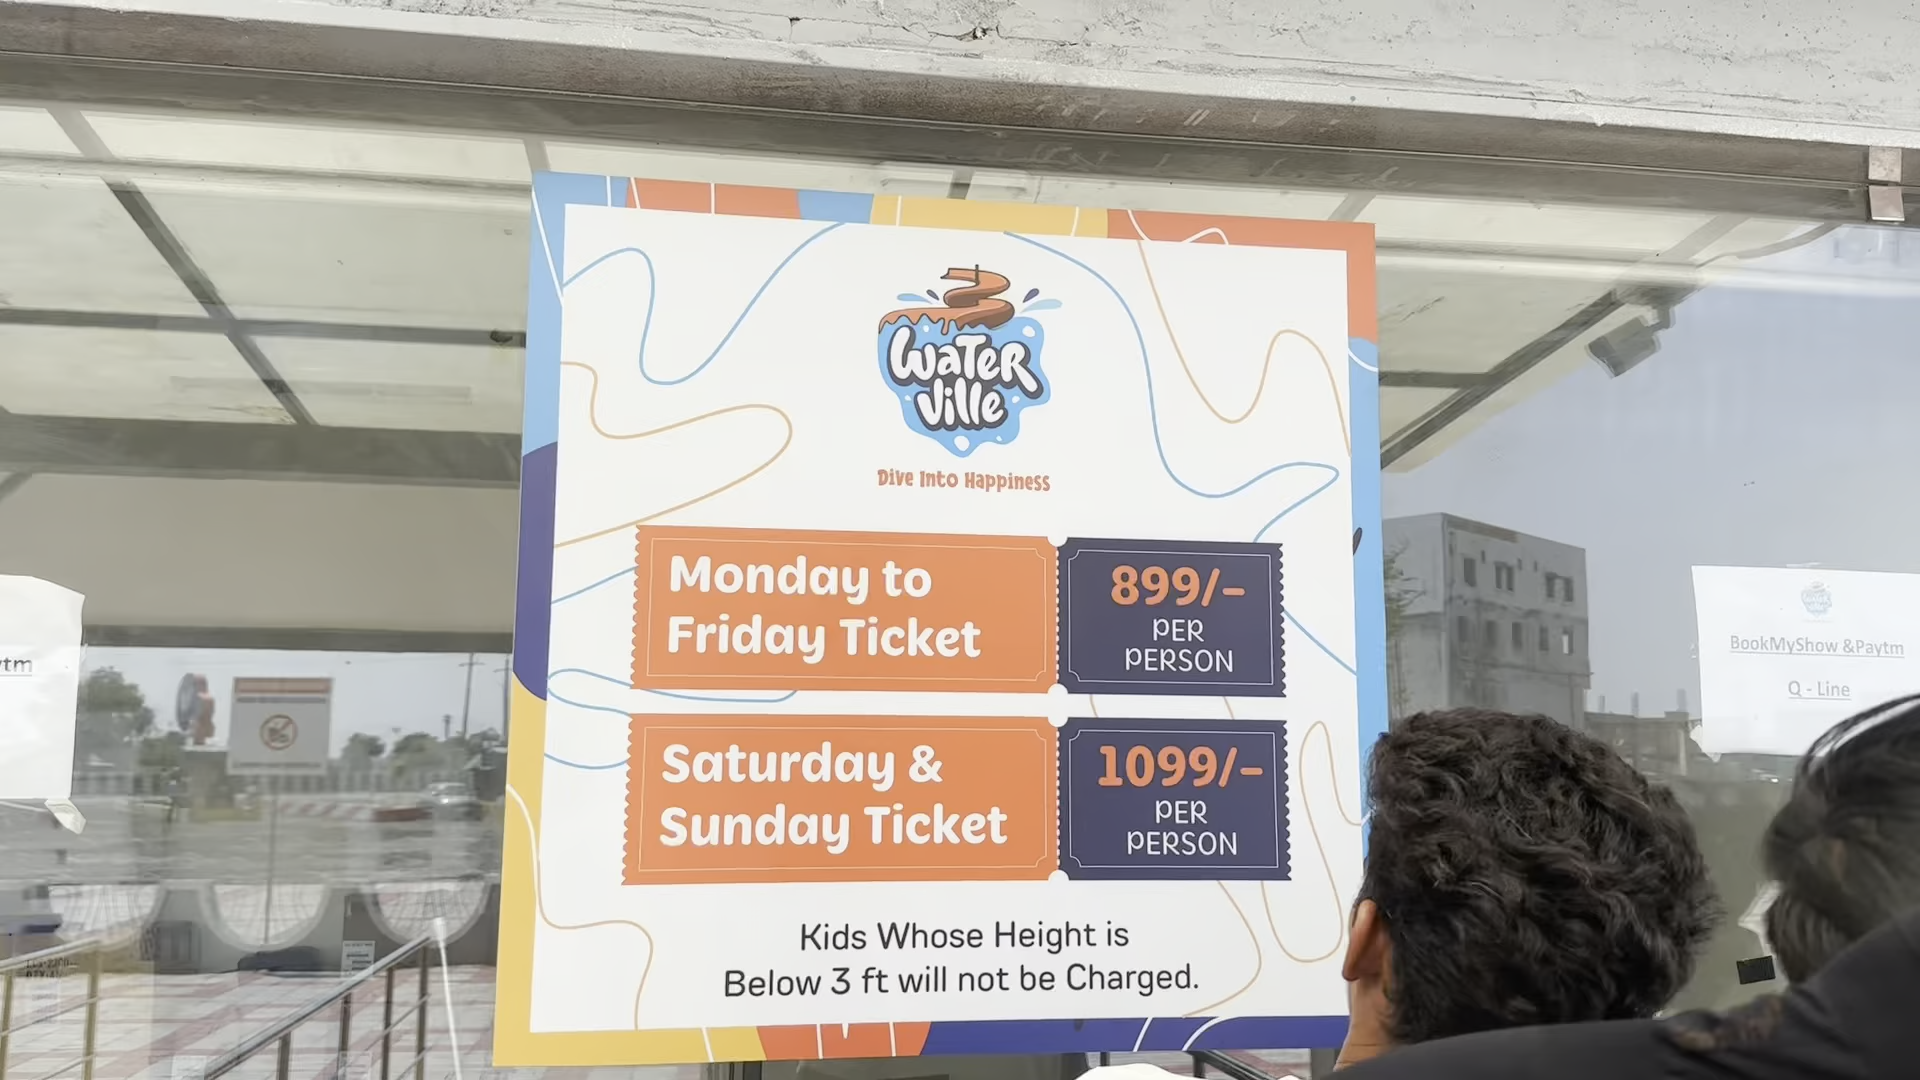 Water
Ville
Dive Into Happiness
Monday to
Friday Ticket
899/-
PER
PERSON
Saturday &
Sunday Ticket
1099/-
PER
PERSON
Kids Whose Height is
Below 3 ft will not be Charged.
BookMyShow &Paytm
Q - Line
ytm